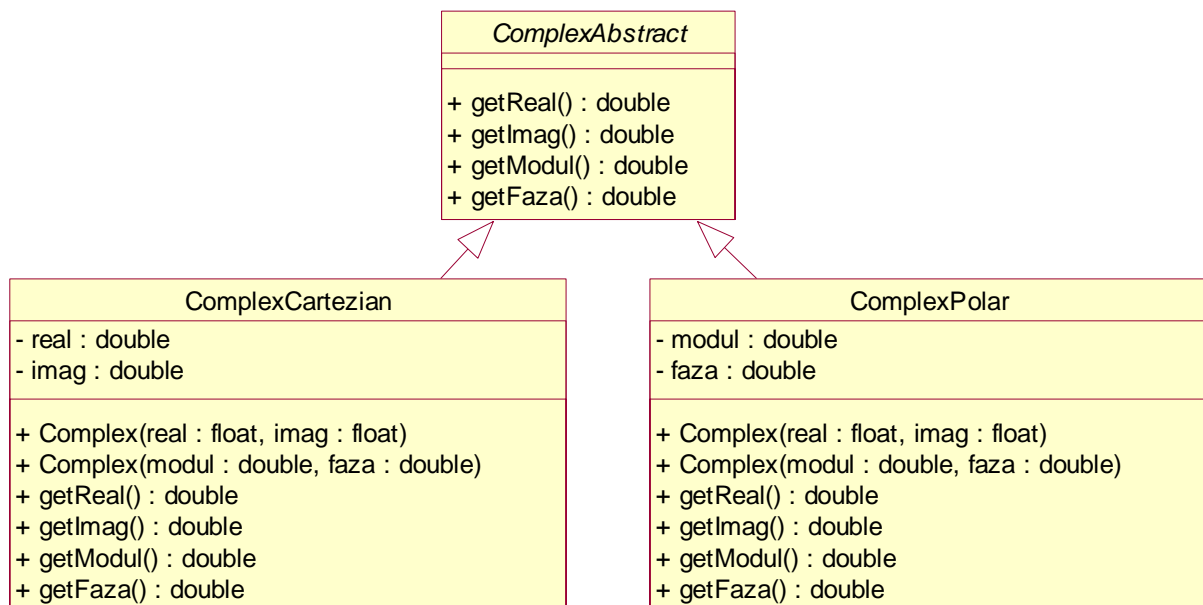 ComplexAbstract
+ getReal() : double
+ getImag() : double
+ getModul() : double
+ getFaza() : double
ComplexCartezian
- real : double
- imag : double
+ Complex(real : float, imag : float)
+ Complex(modul : double, faza : double)
+ getReal() : double
+ getImag() : double
+ getModul() : double
+ getFaza() : double
ComplexPolar
- modul : double
- faza : double
+ Complex(real : float, imag : float)
+ Complex(modul : double, faza : double)
+ getReal() : double
+ getImag() : double
+ getModul() : double
+ getFaza() : double